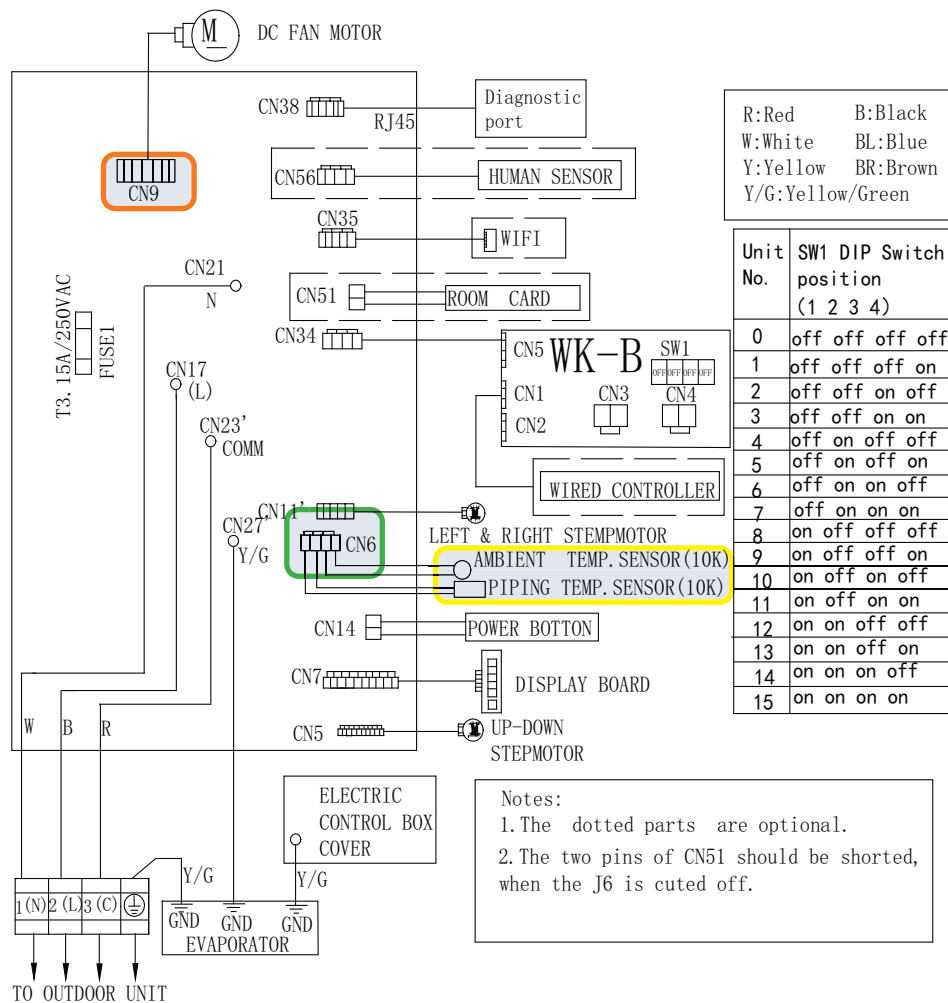 M
DC FAN MOTOR
CN38
RJ45
Diagnostic
port
CN9
CN56
HUMAN SENSOR
CN35
WIFI
CN21
N
CN51
ROOM CARD
T3.15A/250VAC
FUSE1
CN34
CN5
WK-B
SW1
OFF OFF OFF OFF
CN1
CN3
CN4
CN2
CN17
(L)
CN23'
COMM
WIRED CONTROLLER
CN11'
LEFT & RIGHT STEMPMOTOR
CN27'
Y/G
CN6
AMBIENT TEMP.SENSOR(10K)
PIPING TEMP.SENSOR(10K)
CN14
POWER BOTTON
CN7
DISPLAY BOARD
CN5
UP-DOWN
STEPMOTOR
W
B
R
ELECTRIC
CONTROL BOX
COVER
Y/G
Y/G
1(N)
2(L)
3(C)
GND
GND
GND
EVAPORATOR
TO OUTDOOR UNIT
R:Red B:Black
W:White BL:Blue
Y:Yellow BR:Brown
Y/G:Yellow/Green
Unit No.
SW1 DIP Switch
position
(1 2 3 4)
0 off off off off
1 off off off on
2 off off on off
3 off off on on
4 off on off off
5 off on off on
6 off on on off
7 off on on on
8 on off off off
9 on off off on
10 on off on off
11 on off on on
12 on on off off
13 on on off on
14 on on on off
15 on on on on
Notes:
1.The dotted parts are optional.
2.The two pins of CN51 should be shorted,
when the J6 is cuted off.